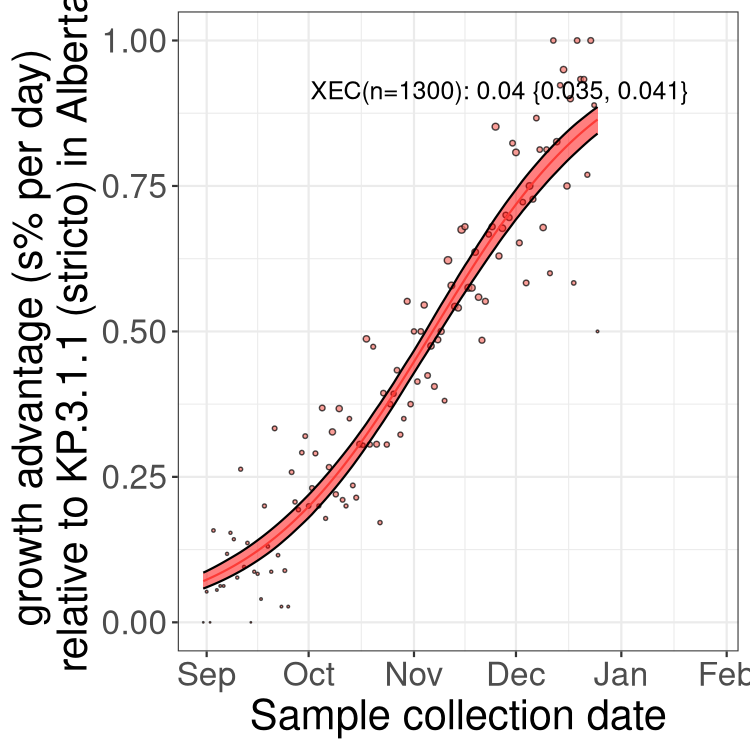 growth advantage (s% per day)
relative to KP.3.1.1 (stricto) in Alberta
1.00
0.75
0.50
0.25
0.00
XEC(n=1300): 0.04 {0.035, 0.041}
Sep Oct Nov Dec Jan Feb
Sample collection date